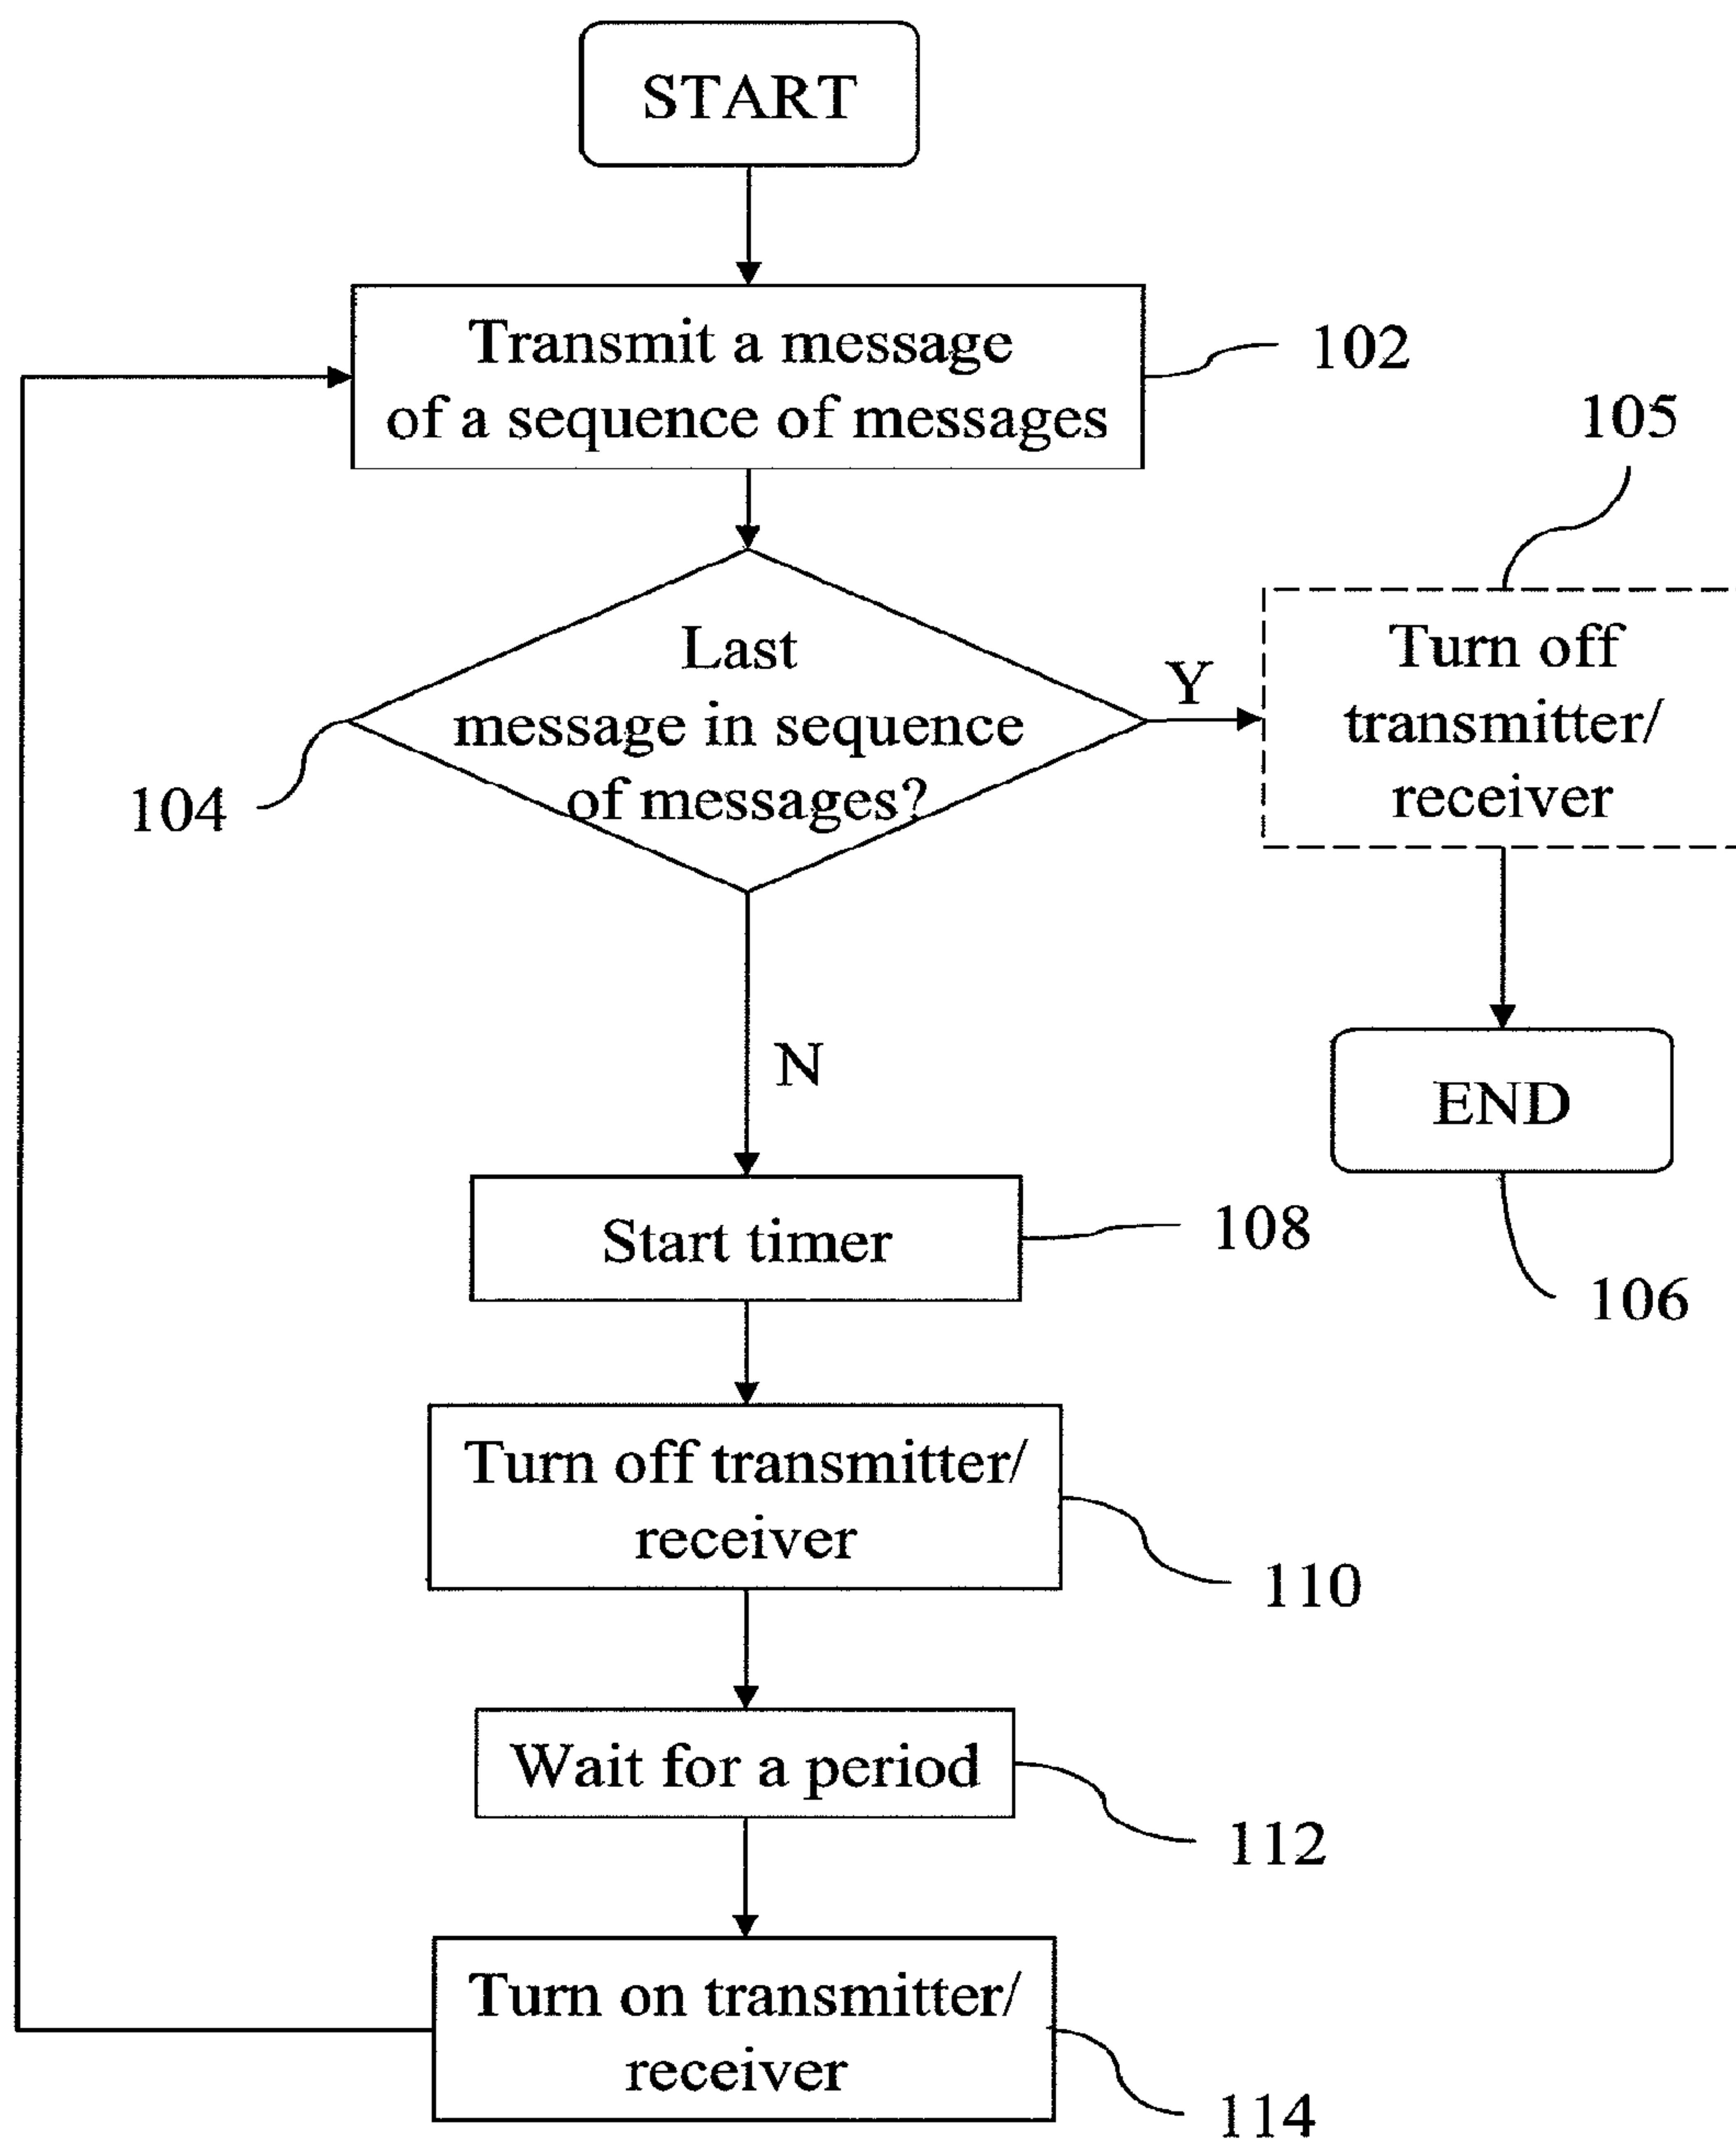 START
Transmit a message
of a sequence of messages
102
105
Last
message in sequence
of messages?
104
Y
Turn off
transmitter/
receiver
N
END
106
Start timer
108
Turn off transmitter/
receiver
110
Wait for a period
112
Turn on transmitter/
receiver
114